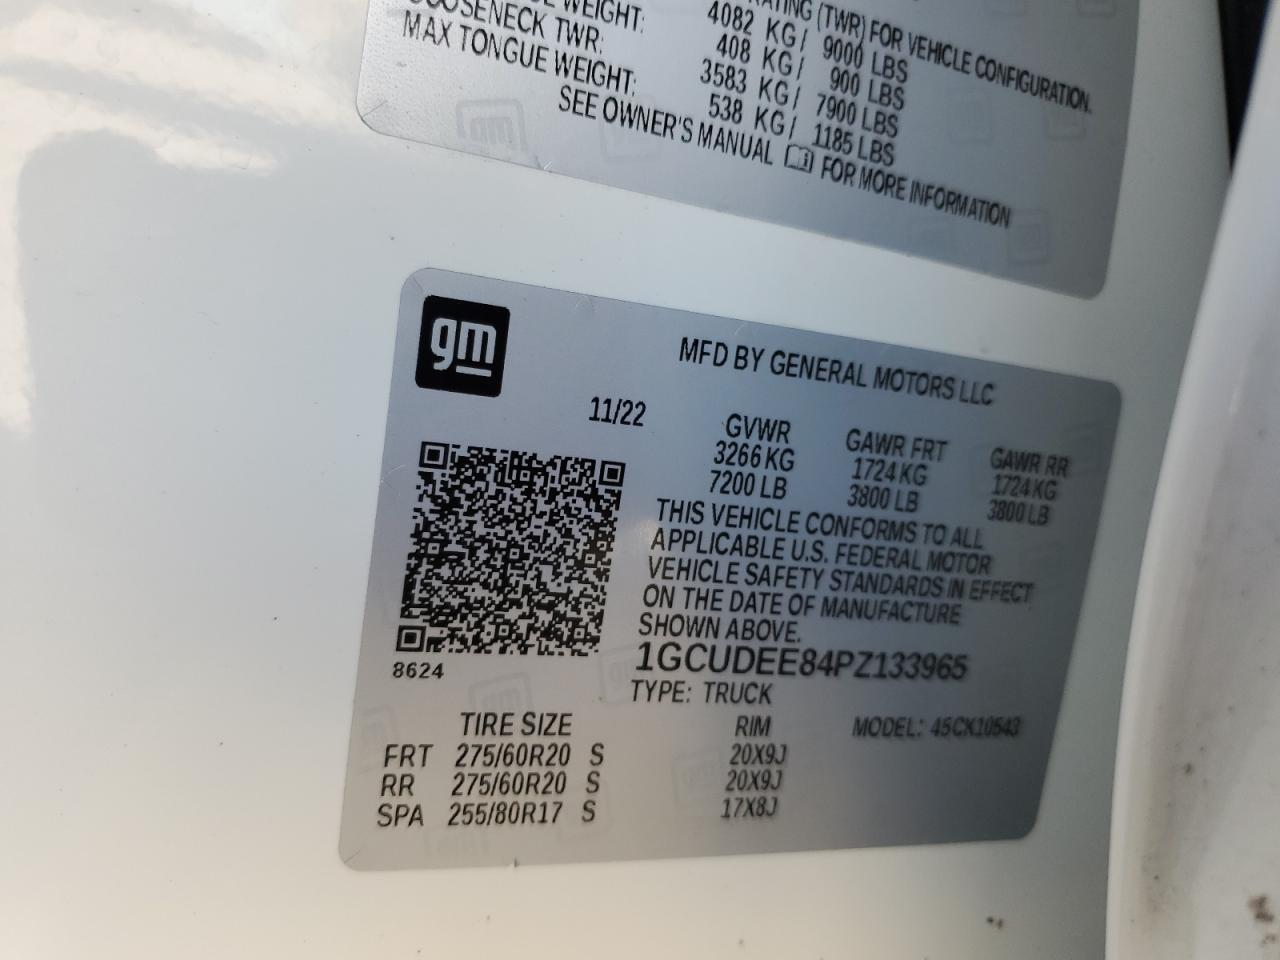 RATING (TWR) FOR VEHICLE CONFIGURATION.
WEIGHT: 4082 KG/ 9000 LBS
GOOSENECK TWR: 408 KG/ 900 LBS
MAX TONGUE WEIGHT: 3583 KG/ 7900 LBS
538 KG/ 1185 LBS
SEE OWNER'S MANUAL FOR MORE INFORMATION
gm
MFD BY GENERAL MOTORS LLC
11/22 GVWR GAWR FRT GAWR RR
3266 KG 1724 KG 1724 KG
7200 LB 3800 LB 3800 LB
THIS VEHICLE CONFORMS TO ALL
APPLICABLE U.S. FEDERAL MOTOR
VEHICLE SAFETY STANDARDS IN EFFECT
ON THE DATE OF MANUFACTURE
SHOWN ABOVE.
8624
1GCUDEE84PZ133965
TYPE: TRUCK
TIRE SIZE RIM MODEL: 45CK10543
FRT 275/60R20 S 20X9J
RR 275/60R20 S 20X9J
SPA 255/80R17 S 17X8J